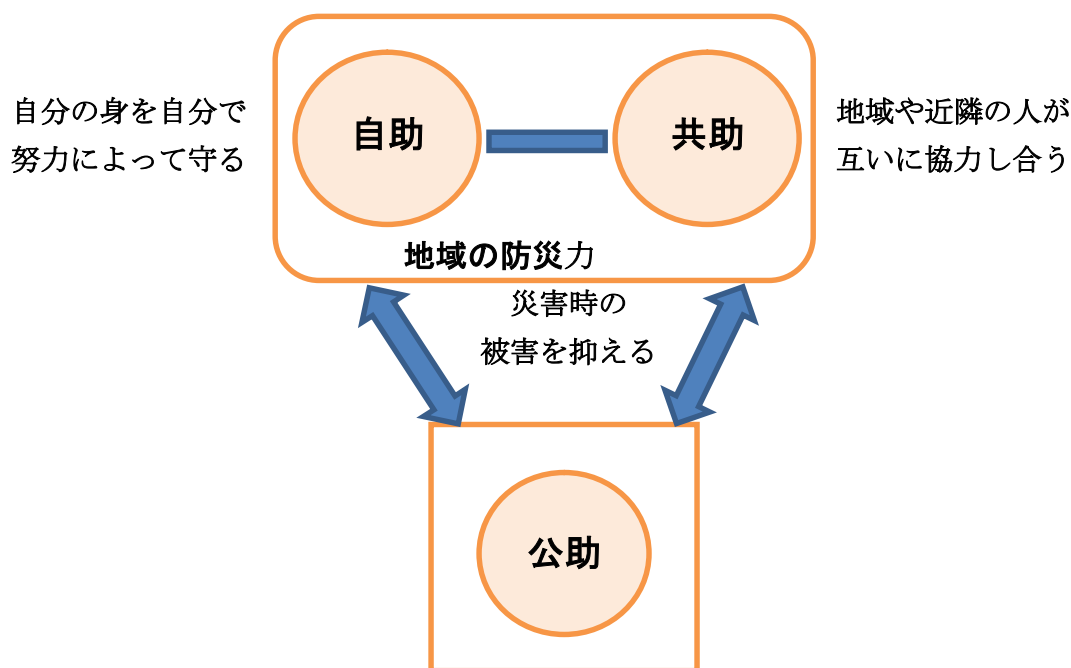 自分の身を自分で
努力によって守る
自助
共助
地域や近隣の人が
互いに協力し合う
地域の防災力
災害時の
被害を抑える
公助